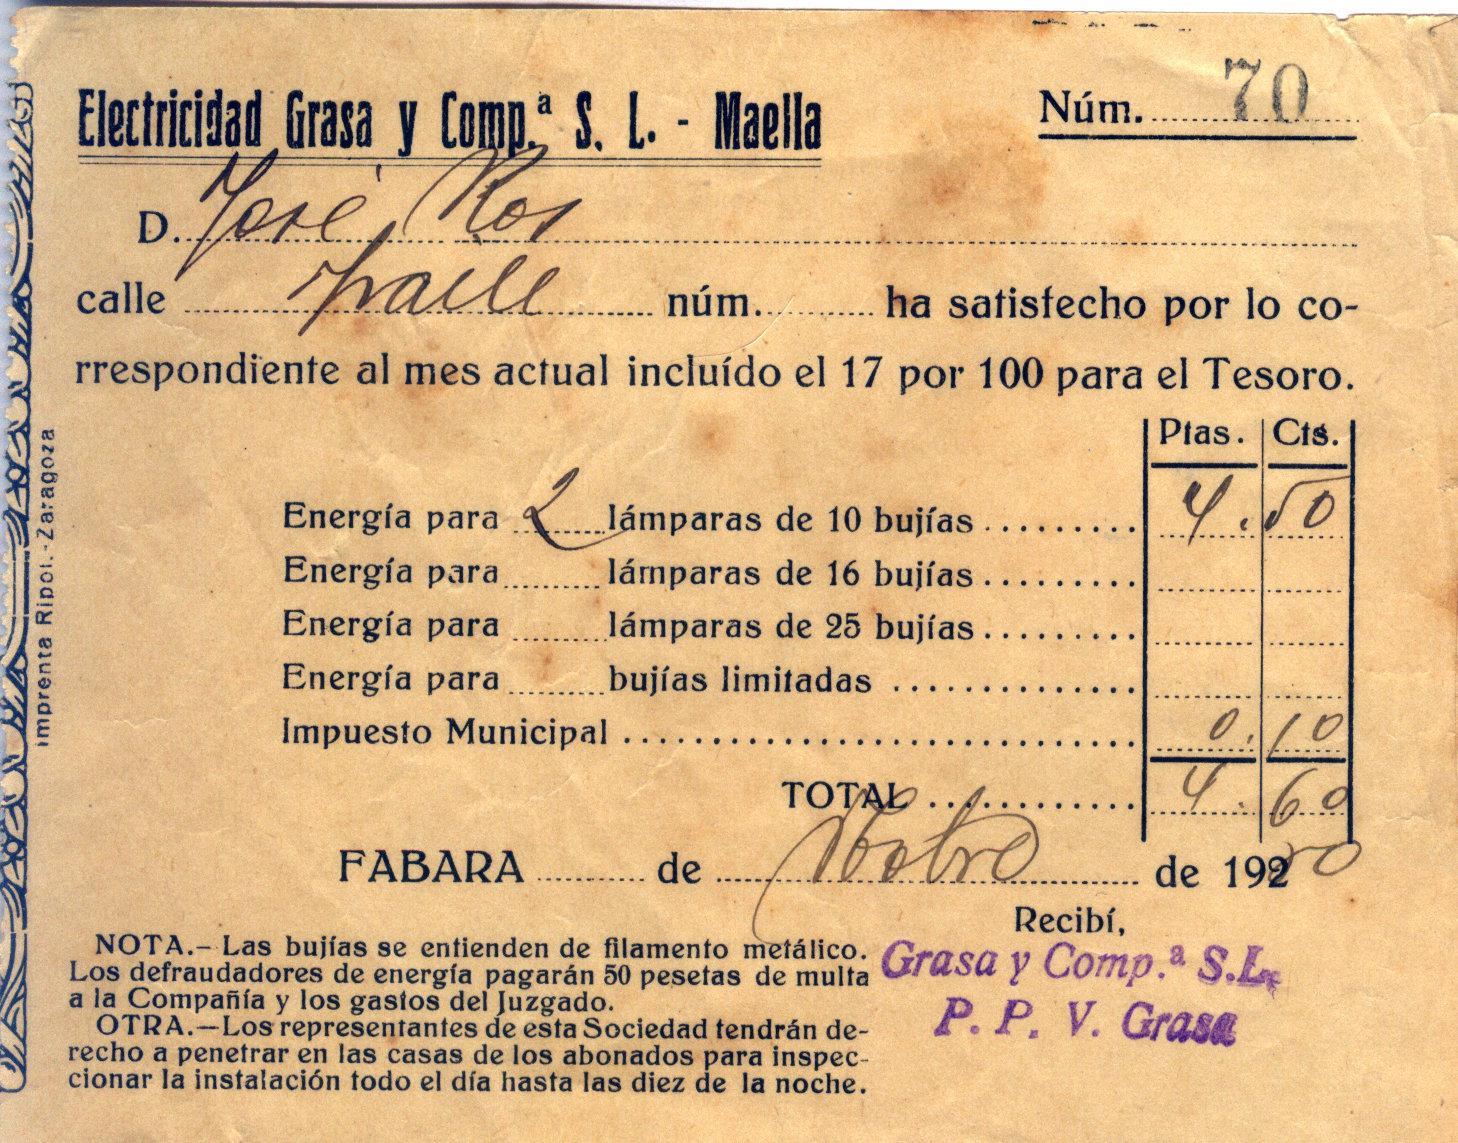 Electricidad Grasa y Comp.ª S. L. - Maella
Núm. 70
D. José Ros
calle núm. ha satisfecho por lo co-
rrespondiente al mes actual incluído el 17 por 100 para el Tesoro.
Ptas. Cts.
Energía para 2 lámparas de 10 bujías 4.50
Energía para lámparas de 16 bujías
Energía para lámparas de 25 bujías
Energía para bujías limitadas
Impuesto Municipal 0.10
TOTAL 4.60
FABARA de de 192
Recibí,
Grasa y Comp.ª S.L.
P. P. V. Grasa
NOTA.- Las bujías se entienden de filamento metálico.
Los defraudadores de energía pagarán 50 pesetas de multa
a la Compañía y los gastos del Juzgado.
OTRA.—Los representantes de esta Sociedad tendrán de-
recho a penetrar en las casas de los abonados para inspec-
cionar la instalación todo el día hasta las diez de la noche.
Imprenta Ripol.-Zaragoza